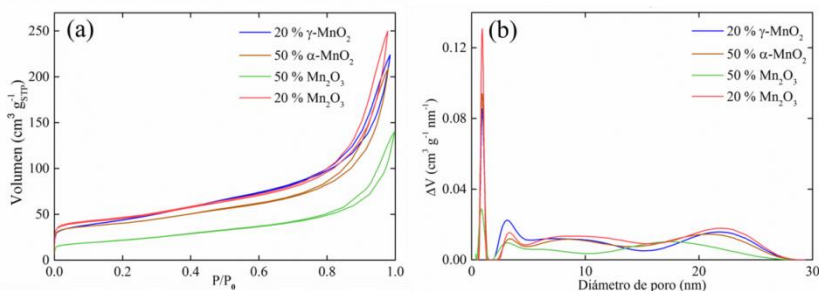 (a)
20 % γ-MnO₂
50 % α-MnO₂
50 % Mn₂O₃
20 % Mn₂O₃
250
200
150
100
50
0
0.0 0.2 0.4 0.6 0.8 1.0
Volumen (cm³ g⁻¹STP)
P/P₀
(b)
20 % γ-MnO₂
50 % α-MnO₂
50 % Mn₂O₃
20 % Mn₂O₃
0.12
0.08
0.04
0.00
0 10 20 30
ΔV (cm³ g⁻¹ nm⁻¹)
Diámetro de poro (nm)